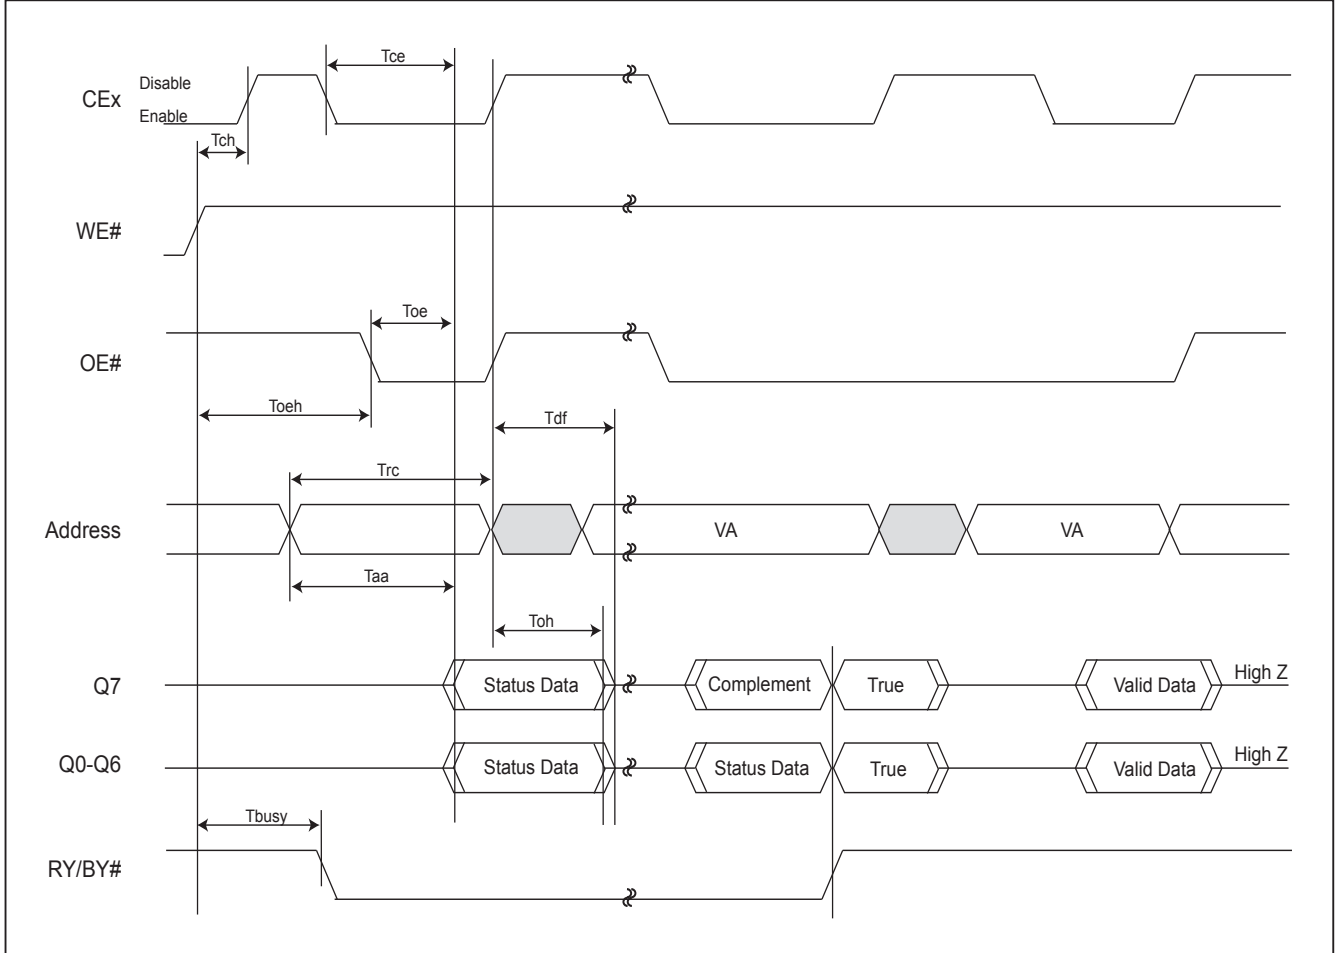 Tce
Disable
CEx
Enable
Tch
WE#
Toe
OE#
Toeh
Tdf
Trc
Address
VA
VA
Taa
Toh
Q7
Status Data
Complement
True
Valid Data
High Z
Q0-Q6
Status Data
Status Data
True
Valid Data
High Z
Tbusy
RY/BY#